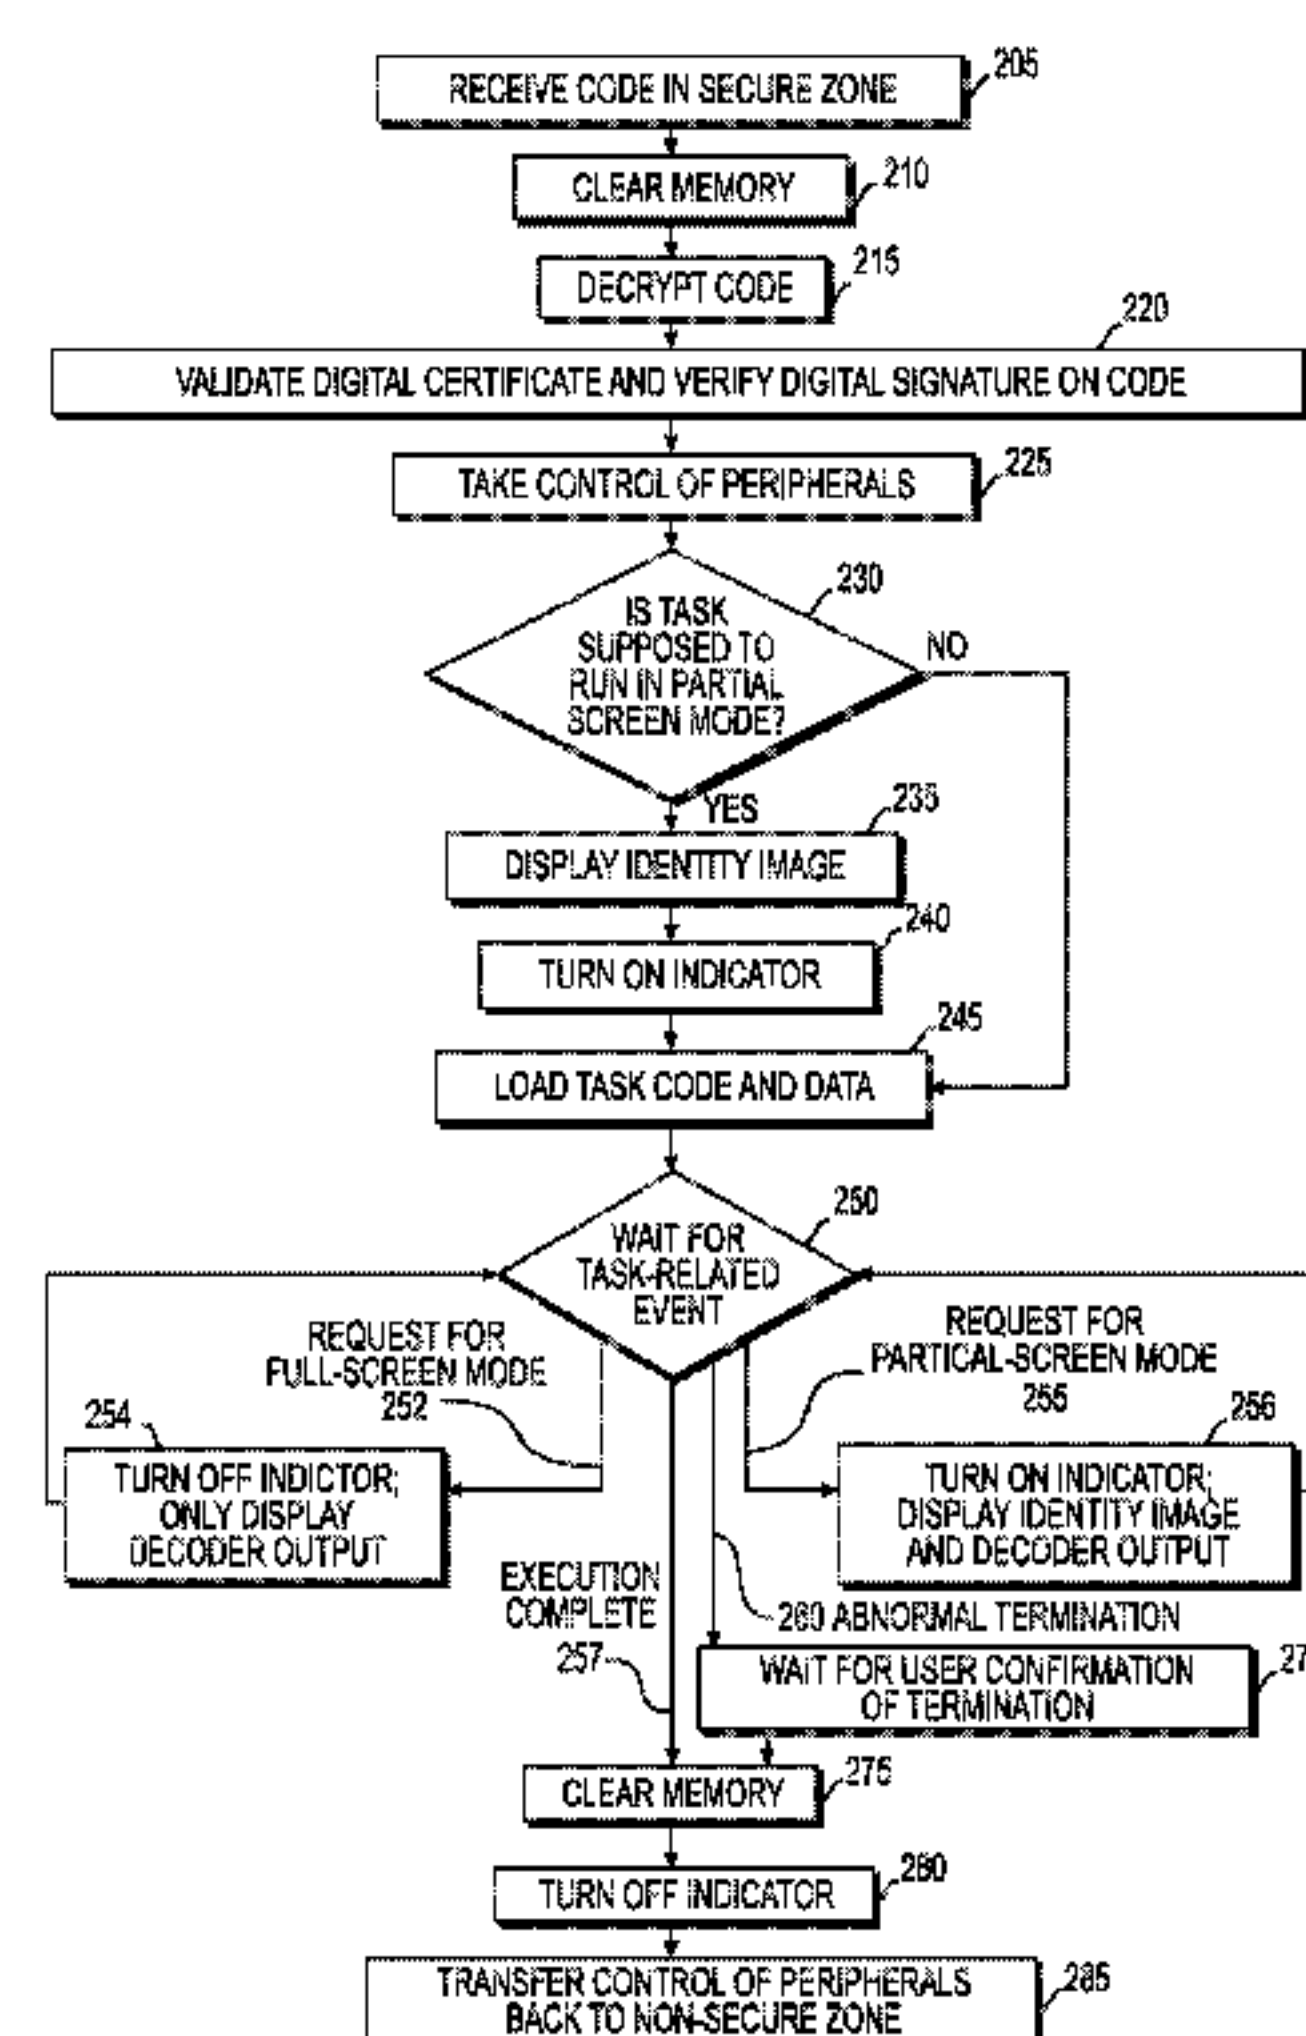 RECEIVE CODE IN SECURE ZONE
205
CLEAR MEMORY
210
DECRYPT CODE
215
220
VALIDATE DIGITAL CERTIFICATE AND VERIFY DIGITAL SIGNATURE ON CODE
TAKE CONTROL OF PERIPHERALS
225
230
IS TASK
SUPPOSED TO
RUN IN PARTIAL
SCREEN MODE?
NO
YES
235
DISPLAY IDENTITY IMAGE
240
TURN ON INDICATOR
245
LOAD TASK CODE AND DATA
250
WAIT FOR
TASK-RELATED
EVENT
REQUEST FOR
FULL-SCREEN MODE
252
REQUEST FOR
PARTICAL-SCREEN MODE
255
254
TURN OFF INDICTOR;
ONLY DISPLAY
DECODER OUTPUT
256
TURN ON INDICATOR;
DISPLAY IDENTITY IMAGE
AND DECODER OUTPUT
EXECUTION
COMPLETE
257
260 ABNORMAL TERMINATION
WAIT FOR USER CONFIRMATION
OF TERMINATION
27
CLEAR MEMORY
275
TURN OFF INDICATOR
280
TRANSFER CONTROL OF PERIPHERALS
BACK TO NON-SECURE ZONE
285